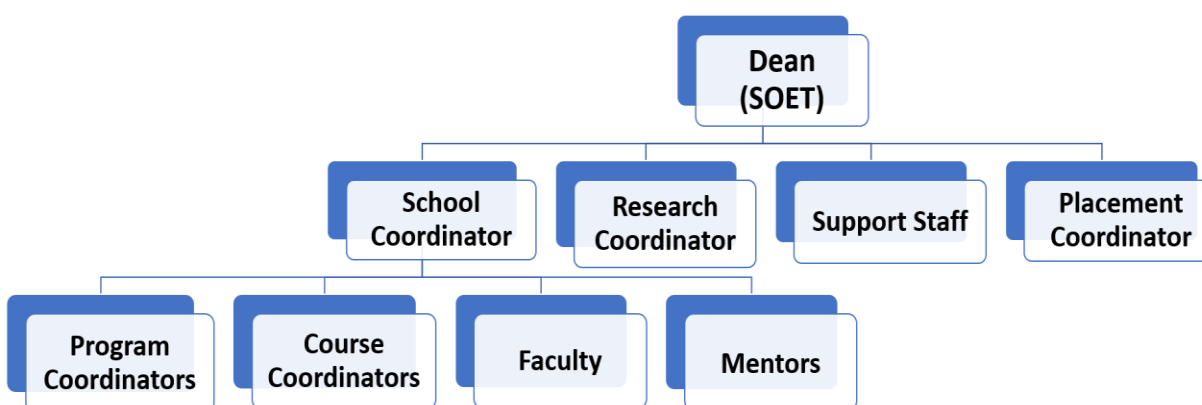 Dean
(SOET)
School
Coordinator
Research
Coordinator
Support Staff
Placement
Coordinator
Program
Coordinators
Course
Coordinators
Faculty
Mentors